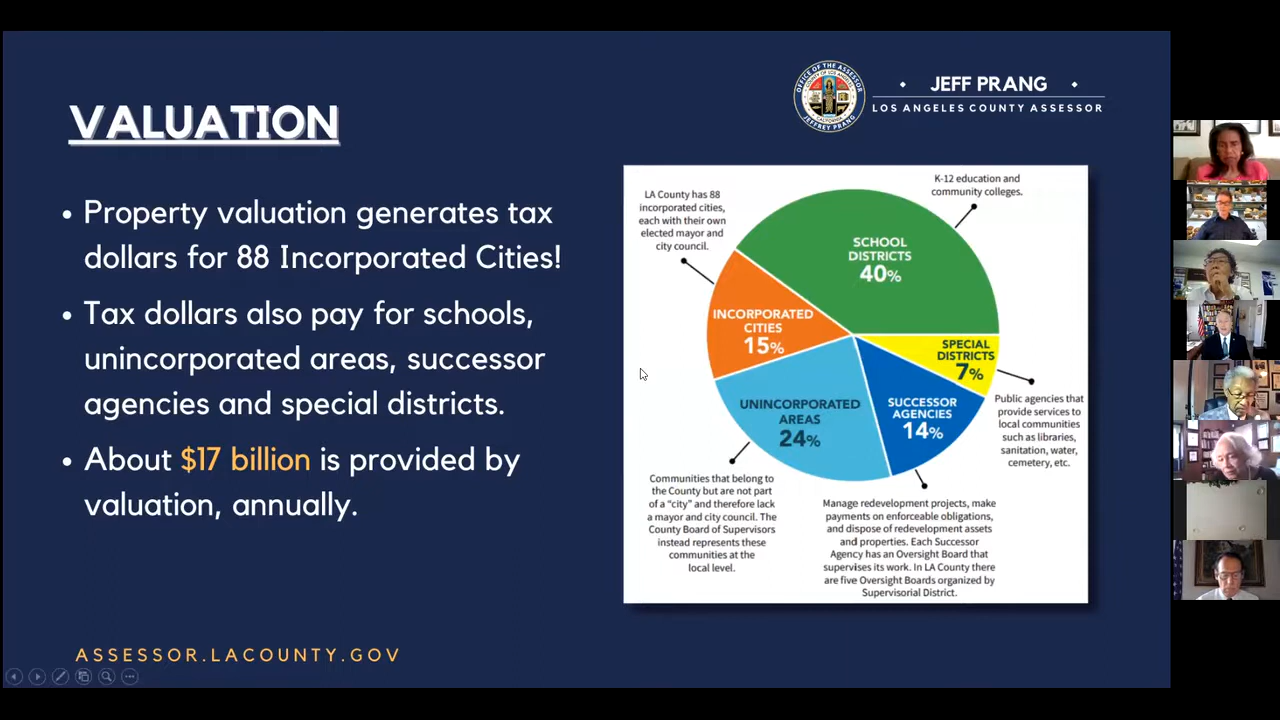 VALUATION
• Property valuation generates tax
dollars for 88 Incorporated Cities!
• Tax dollars also pay for schools,
unincorporated areas, successor
agencies and special districts.
• About $17 billion is provided by
valuation, annually.
ASSESSOR.LACOUNTY.GOV
OFFICE OF THE ASSESSOR
JEFFREY PRANG
JEFF PRANG
LOS ANGELES COUNTY ASSESSOR
LA County has 88
incorporated cities,
each with their own
elected mayor and
city council.
K-12 education and
community colleges.
SCHOOL
DISTRICTS
40%
INCORPORATED
CITIES
15%
SPECIAL
DISTRICTS
7%
UNINCORPORATED
AREAS
24%
SUCCESSOR
AGENCIES
14%
Public agencies that
provide services to
local communities
such as libraries,
sanitation, water,
cemetery, etc.
Communities that belong to
the County but are not part
of a “city” and therefore lack
a mayor and city council. The
County Board of Supervisors
instead represents these
communities at the
local level.
Manage redevelopment projects, make
payments on enforceable obligations,
and dispose of redevelopment assets
and properties. Each Successor
Agency has an Oversight Board that
supervises its work. In LA County there
are five Oversight Boards organized by
Supervisorial District.